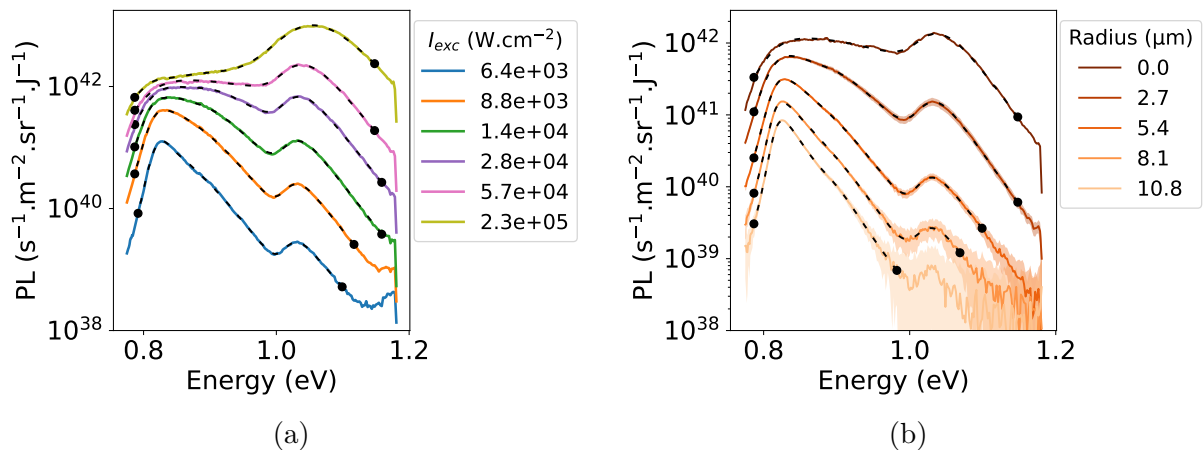 PL (s⁻¹.m⁻².sr⁻¹.J⁻¹)
10⁴²
10⁴⁰
10³⁸
0.8
1.0
1.2
Energy (eV)
I_exc (W.cm⁻²)
6.4e+03
8.8e+03
1.4e+04
2.8e+04
5.7e+04
2.3e+05
(a)
PL (s⁻¹.m⁻².sr⁻¹.J⁻¹)
10⁴²
10⁴¹
10⁴⁰
10³⁹
10³⁸
0.8
1.0
1.2
Energy (eV)
Radius (μm)
0.0
2.7
5.4
8.1
10.8
(b)